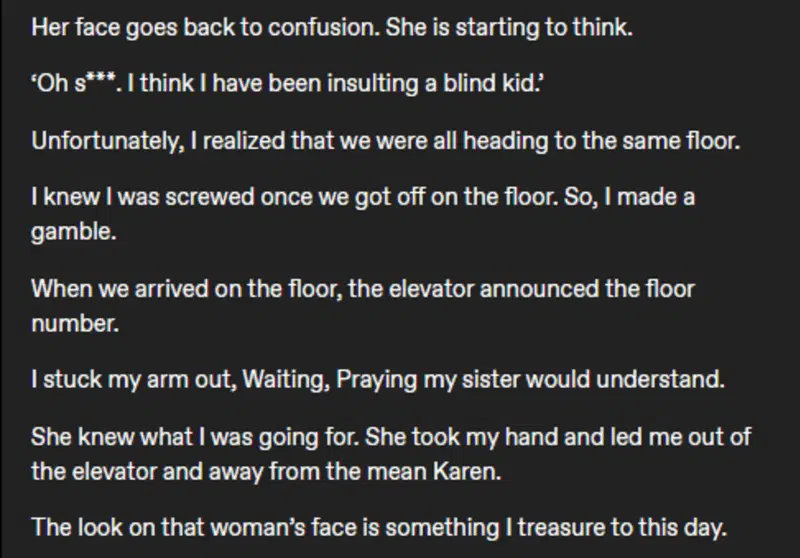 Her face goes back to confusion. She is starting to think.
‘Oh s***. I think I have been insulting a blind kid.’
Unfortunately, I realized that we were all heading to the same floor.
I knew I was screwed once we got off on the floor. So, I made a
gamble.
When we arrived on the floor, the elevator announced the floor
number.
I stuck my arm out, Waiting, Praying my sister would understand.
She knew what I was going for. She took my hand and led me out of
the elevator and away from the mean Karen.
The look on that woman’s face is something I treasure to this day.